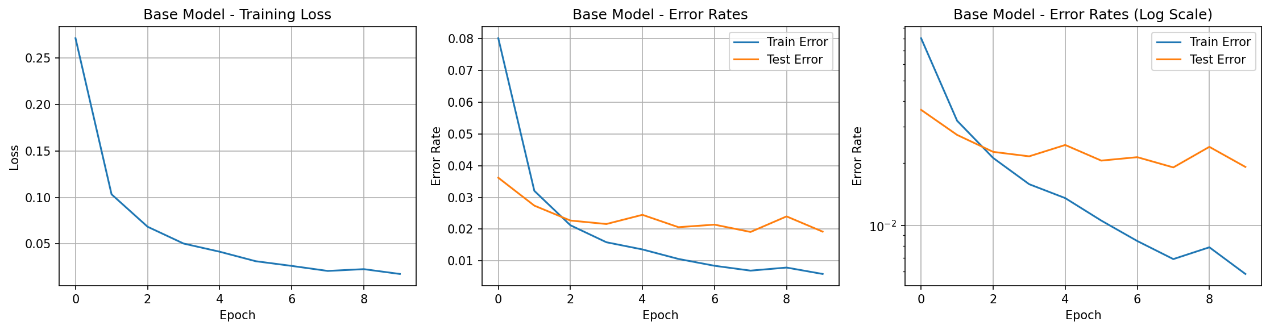 Base Model - Training Loss
0.25
0.20
0.15
0.10
0.05
Loss
0 2 4 6 8
Epoch
Base Model - Error Rates
0.08
0.07
0.06
0.05
0.04
0.03
0.02
0.01
Error Rate
Train Error
Test Error
0 2 4 6 8
Epoch
Base Model - Error Rates (Log Scale)
10⁻²
Error Rate
Train Error
Test Error
0 2 4 6 8
Epoch